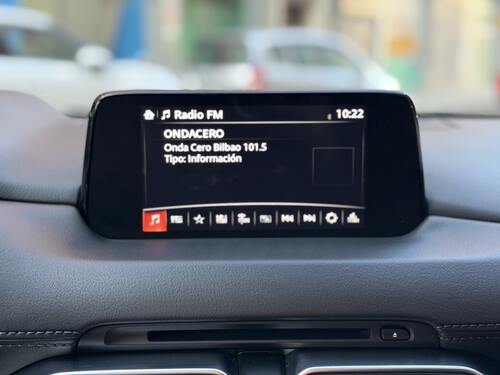 Radio FM 10:22
ONDACERO
Onda Cero Bilbao 101.5
Tipo: Información